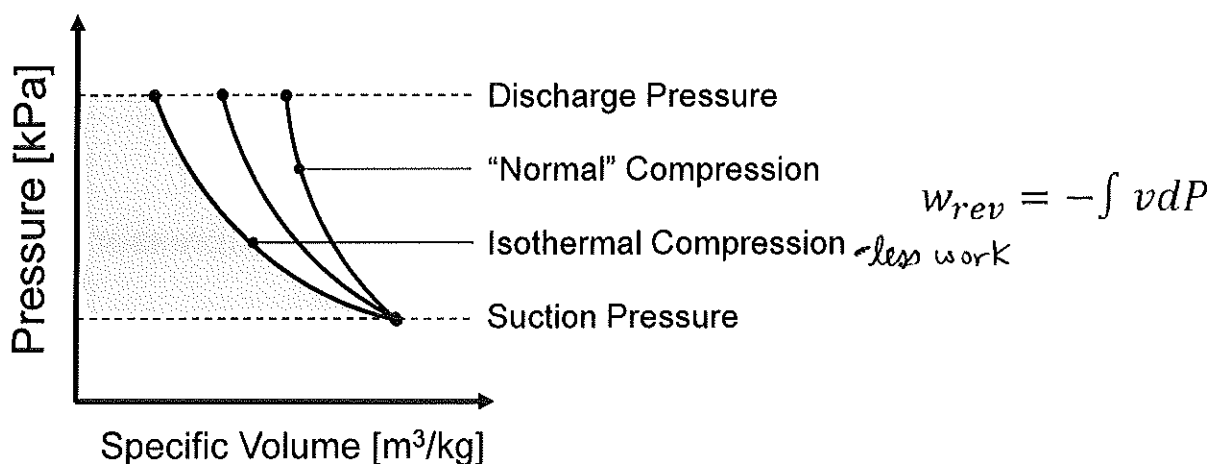 Pressure [kPa]
Discharge Pressure
“Normal” Compression
w_rev = −∫ vdP
Isothermal Compression -less work
Suction Pressure
Specific Volume [m³/kg]